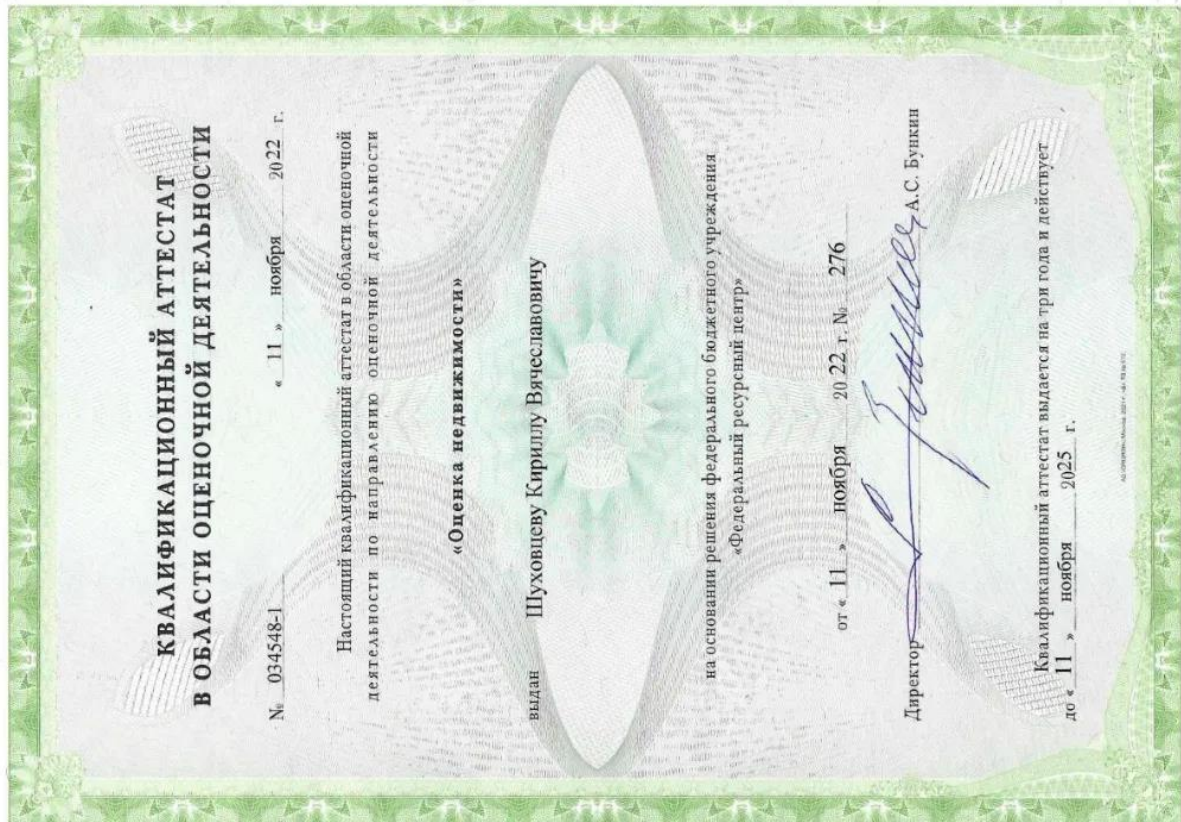 КВАЛИФИКАЦИОННЫЙ АТТЕСТАТ
В ОБЛАСТИ ОЦЕНОЧНОЙ ДЕЯТЕЛЬНОСТИ
№ 034548-1 « 11 » ноября 2022 г.
Настоящий квалификационный аттестат в области оценочной
деятельности по направлению оценочной деятельности
«Оценка недвижимости»
выдан Шуховцеву Кириллу Вячеславовичу
на основании решения федерального бюджетного учреждения
«Федеральный ресурсный центр»
от « 11 » ноября 20 22 г. № 276
Директор А.С. Бункин
Квалификационный аттестат выдается на три года и действует
до « 11 » ноября 2025 г.